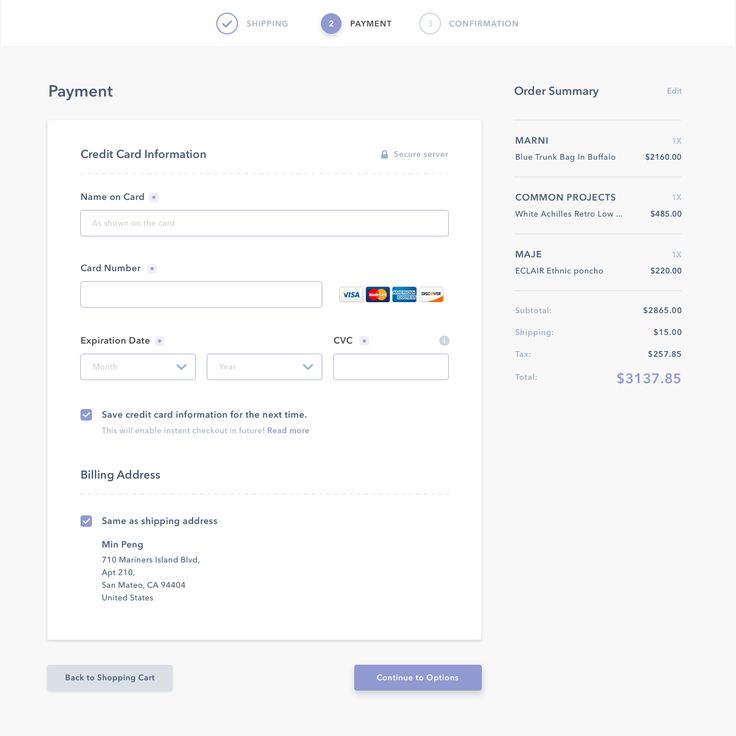 SHIPPING
2 PAYMENT
3 CONFIRMATION
Payment
Credit Card Information
Secure server
Name on Card
As shown on the card
Card Number
VISA MasterCard AMERICAN EXPRESS DISCOVER
Expiration Date
CVC
i
Month
Year
Save credit card information for the next time.
This will enable instant checkout in future! Read more
Billing Address
Same as shipping address
Min Peng
710 Mariners Island Blvd,
Apt 210,
San Mateo, CA 94404
United States
Back to Shopping Cart
Continue to Options
Order Summary
Edit
MARNI 1X
Blue Trunk Bag In Buffalo $2160.00
COMMON PROJECTS 1X
White Achilles Retro Low ... $485.00
MAJE 1X
ECLAIR Ethnic poncho $220.00
Subtotal: $2865.00
Shipping: $15.00
Tax: $257.85
Total: $3137.85